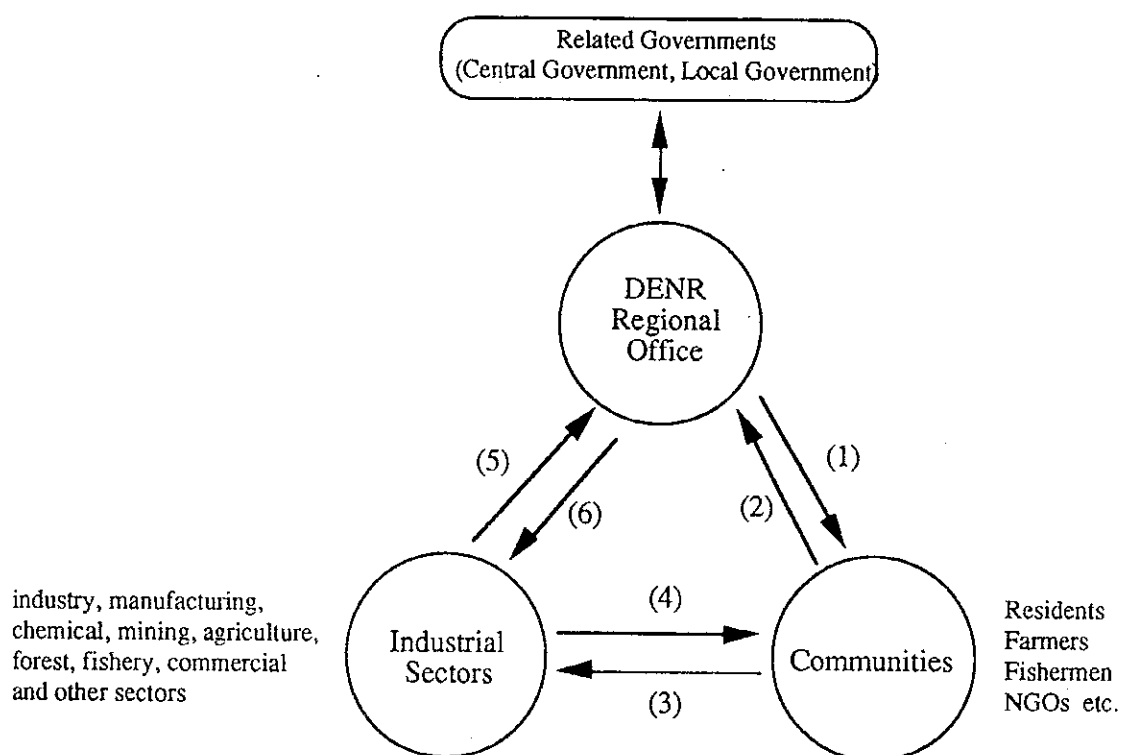 Related Governments
(Central Government, Local Government)
DENR
Regional
Office
(5)
(6)
(1)
(2)
industry, manufacturing,
chemical, mining, agriculture,
forest, fishery, commercial
and other sectors
Industrial
Sectors
(4)
(3)
Communities
Residents
Farmers
Fishermen
NGOs etc.